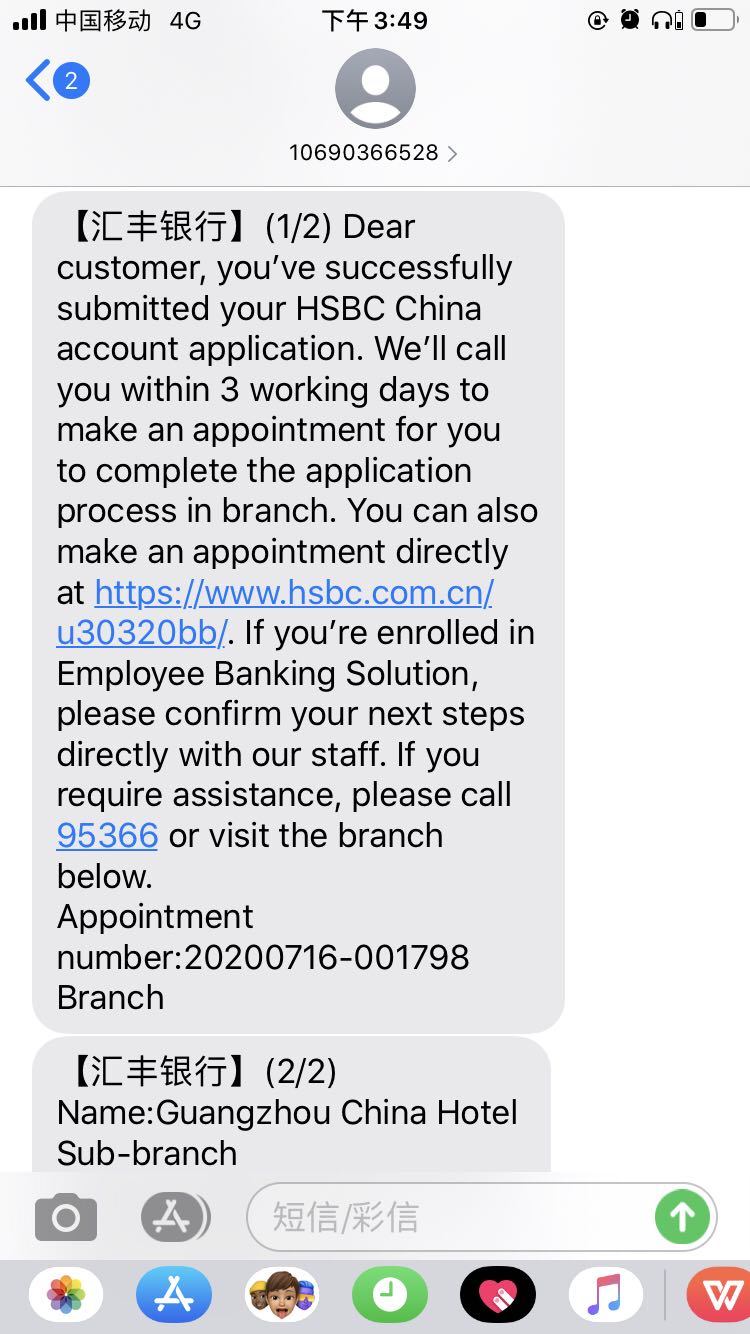 中国移动 4G 下午3:49
2
10690366528
【汇丰银行】(1/2) Dear
customer, you've successfully
submitted your HSBC China
account application. We'll call
you within 3 working days to
make an appointment for you
to complete the application
process in branch. You can also
make an appointment directly
at https://www.hsbc.com.cn/
u30320bb/. If you're enrolled in
Employee Banking Solution,
please confirm your next steps
directly with our staff. If you
require assistance, please call
95366 or visit the branch
below.
Appointment
number:20200716-001798
Branch
【汇丰银行】(2/2)
Name:Guangzhou China Hotel
Sub-branch
短信/彩信